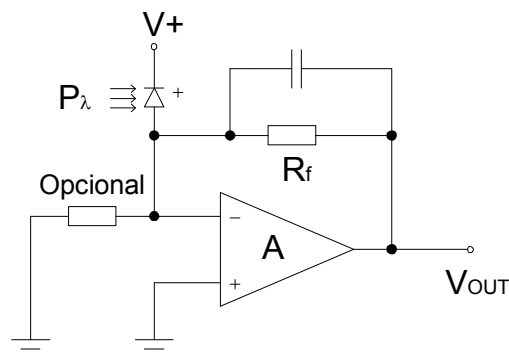 V+
Pλ
+
Rf
Opcional
−
A
+
VOUT